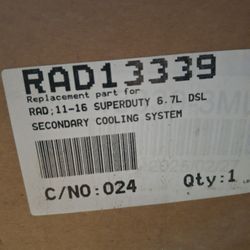 RAD13339
Replacement part for
RAD;11-16 SUPERDUTY 6.7L DSL
SECONDARY COOLING SYSTEM
C/NO:024 Qty:1